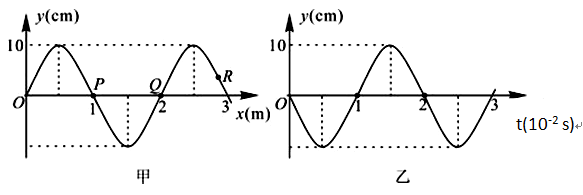 y(cm)
10
P
Q
R
O
1
2
3
x(m)
甲
y(cm)
10
O
1
2
3
t(10⁻² s)
乙